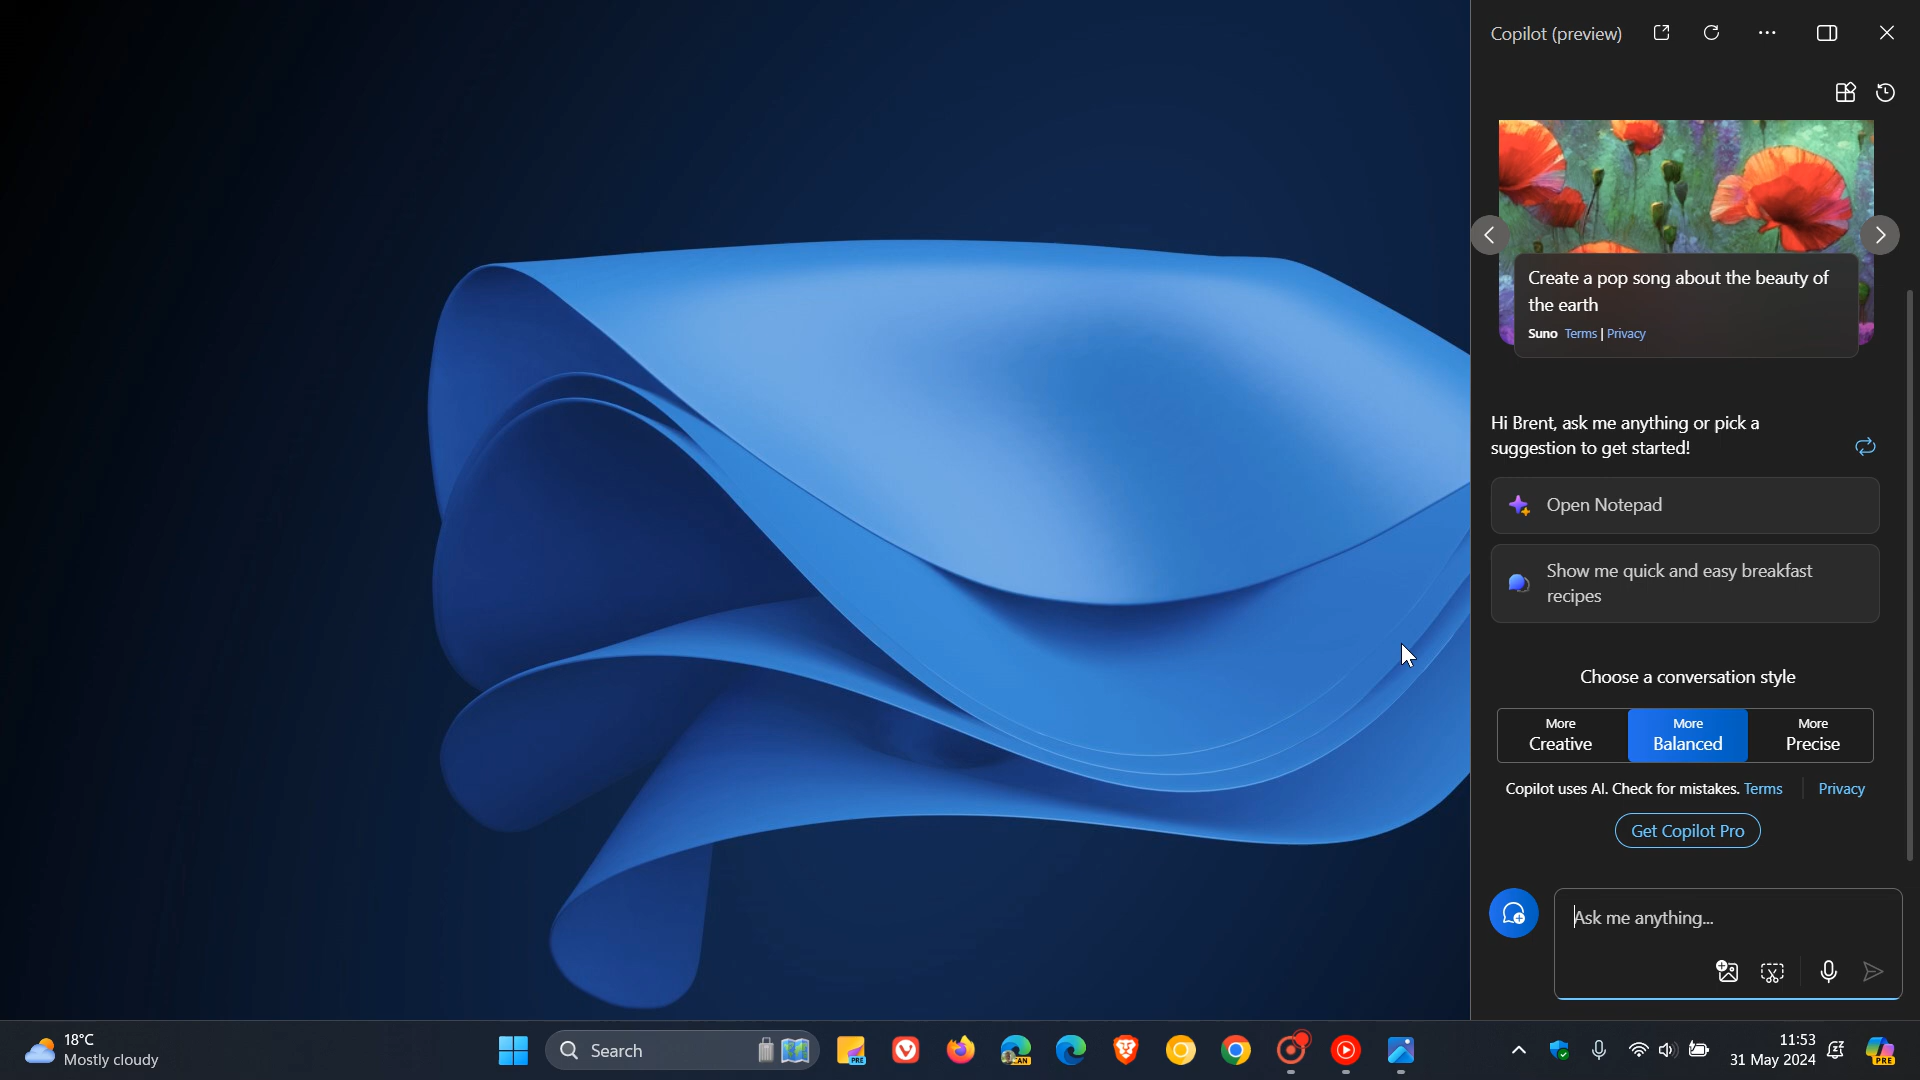 Copilot (preview)
Create a pop song about the beauty of
the earth
Suno Terms | Privacy
Hi Brent, ask me anything or pick a
suggestion to get started!
Open Notepad
Show me quick and easy breakfast
recipes
Choose a conversation style
More
Creative
More
Balanced
More
Precise
Copilot uses AI. Check for mistakes. Terms Privacy
Get Copilot Pro
Ask me anything...
18°C
Mostly cloudy
Search
PRE
CAN
11:53
31 May 2024
PRE